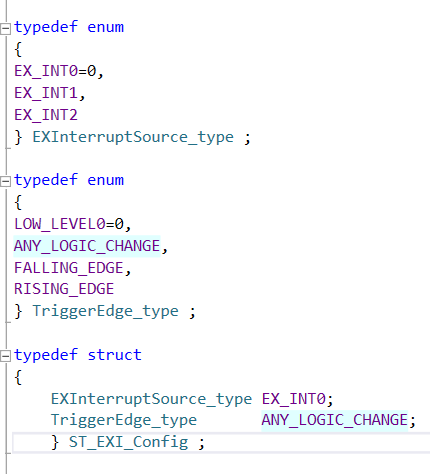 typedef enum
{
EX_INT0=0,
EX_INT1,
EX_INT2
} EXInterruptSource_type ;
typedef enum
{
LOW_LEVEL0=0,
ANY_LOGIC_CHANGE,
FALLING_EDGE,
RISING_EDGE
} TriggerEdge_type ;
typedef struct
{
EXInterruptSource_type EX_INT0;
TriggerEdge_type ANY_LOGIC_CHANGE;
} ST_EXI_Config ;